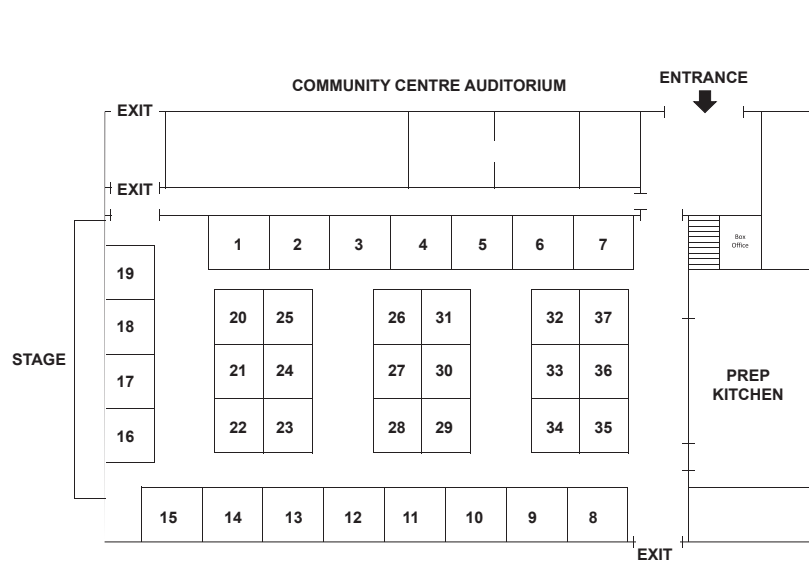 ENTRANCE
COMMUNITY CENTRE AUDITORIUM
EXIT
EXIT
Box
Office
1 2 3 4 5 6 7
19
18
17
16
STAGE
20 25 26 31 32 37
21 24 27 30 33 36
22 23 28 29 34 35
PREP
KITCHEN
15 14 13 12 11 10 9 8
EXIT